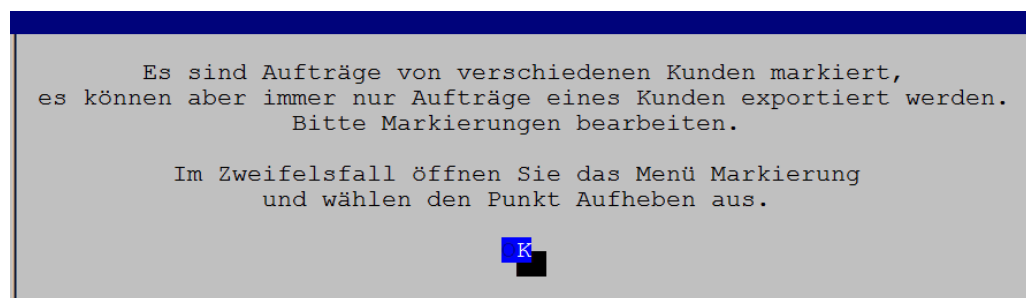 Es sind Aufträge von verschiedenen Kunden markiert,
es können aber immer nur Aufträge eines Kunden exportiert werden.
Bitte Markierungen bearbeiten.
Im Zweifelsfall öffnen Sie das Menü Markierung
und wählen den Punkt Aufheben aus.
OK